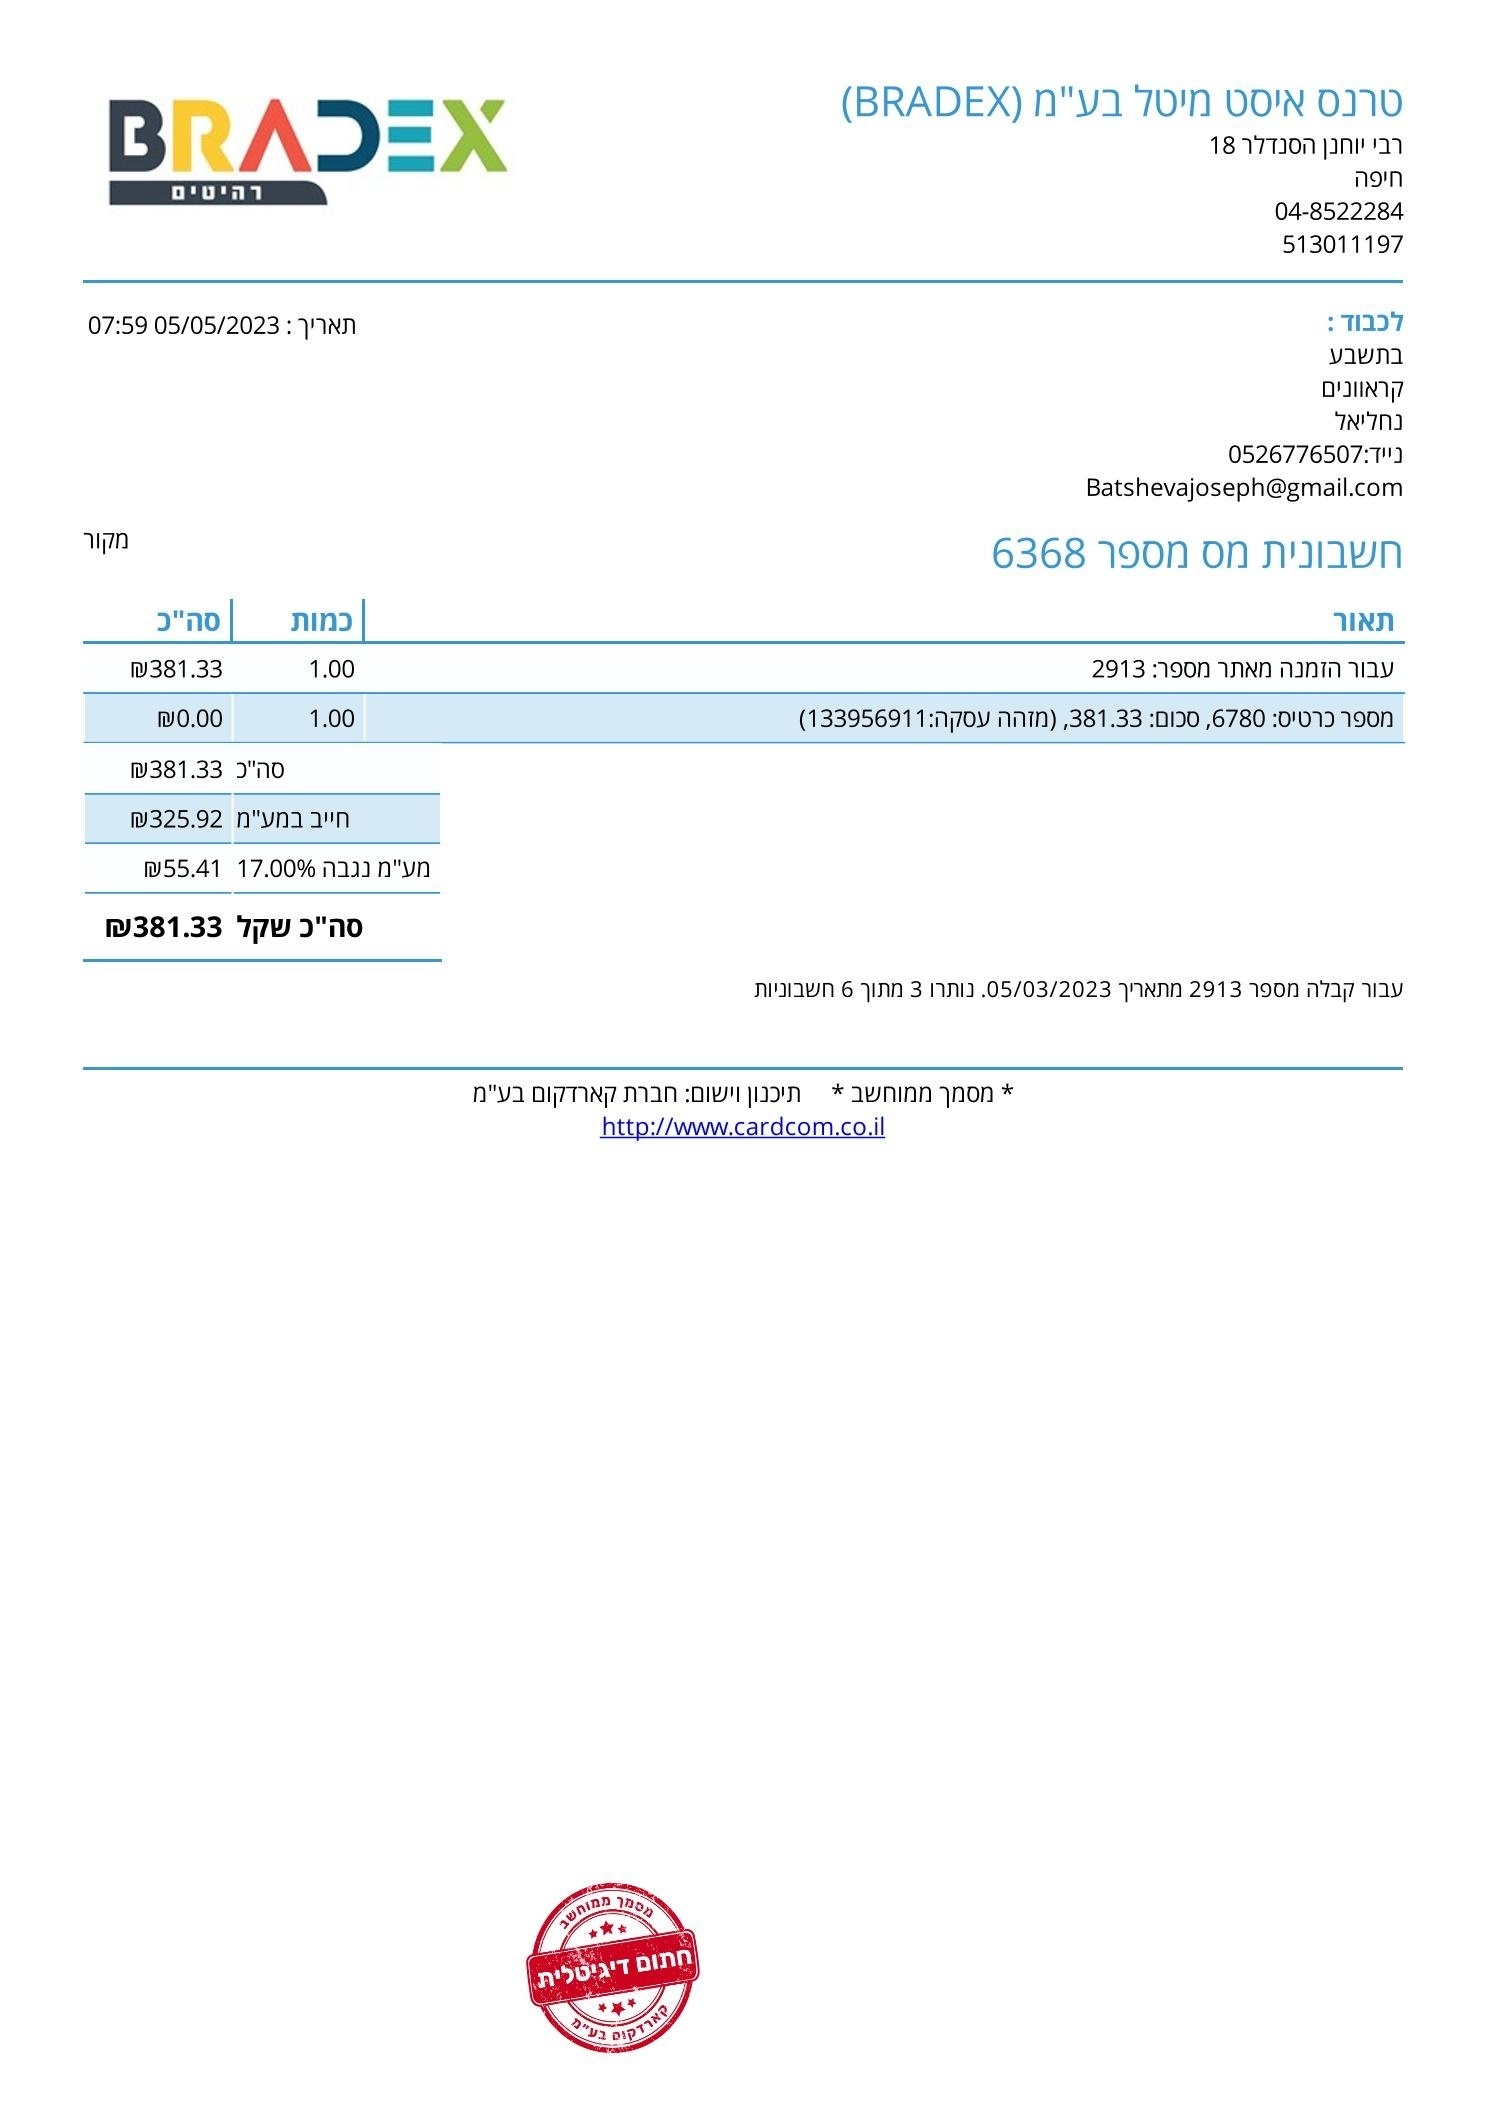 טרנס איסט מיטל בע"מ (BRADEX)
רבי יוחנן הסנדלר 18
חיפה
04-8522284
513011197
BRADEX
רהיטים
תאריך : 05/05/2023 07:59
לכבוד :
בתשבע
קראוונים
נחליאל
נייד:0526776507
Batshevajoseph@gmail.com
חשבונית מס מספר 6368
מקור
תאור כמות סה"כ
עבור הזמנה מאתר מספר: 2913 1.00 ₪381.33
מספר כרטיס: 6780, סכום: 381.33, (מזהה עסקה:133956911) 1.00 ₪0.00
סה"כ ₪381.33
חייב במע"מ ₪325.92
מע"מ נגבה 17.00% ₪55.41
סה"כ שקל ₪381.33
עבור קבלה מספר 2913 מתאריך 05/03/2023. נותרו 3 מתוך 6 חשבוניות
* מסמך ממוחשב * תיכנון וישום: חברת קארדקום בע"מ
http://www.cardcom.co.il
מסמך ממוחשב
חתום דיגיטלית
קארדקום בע"מ